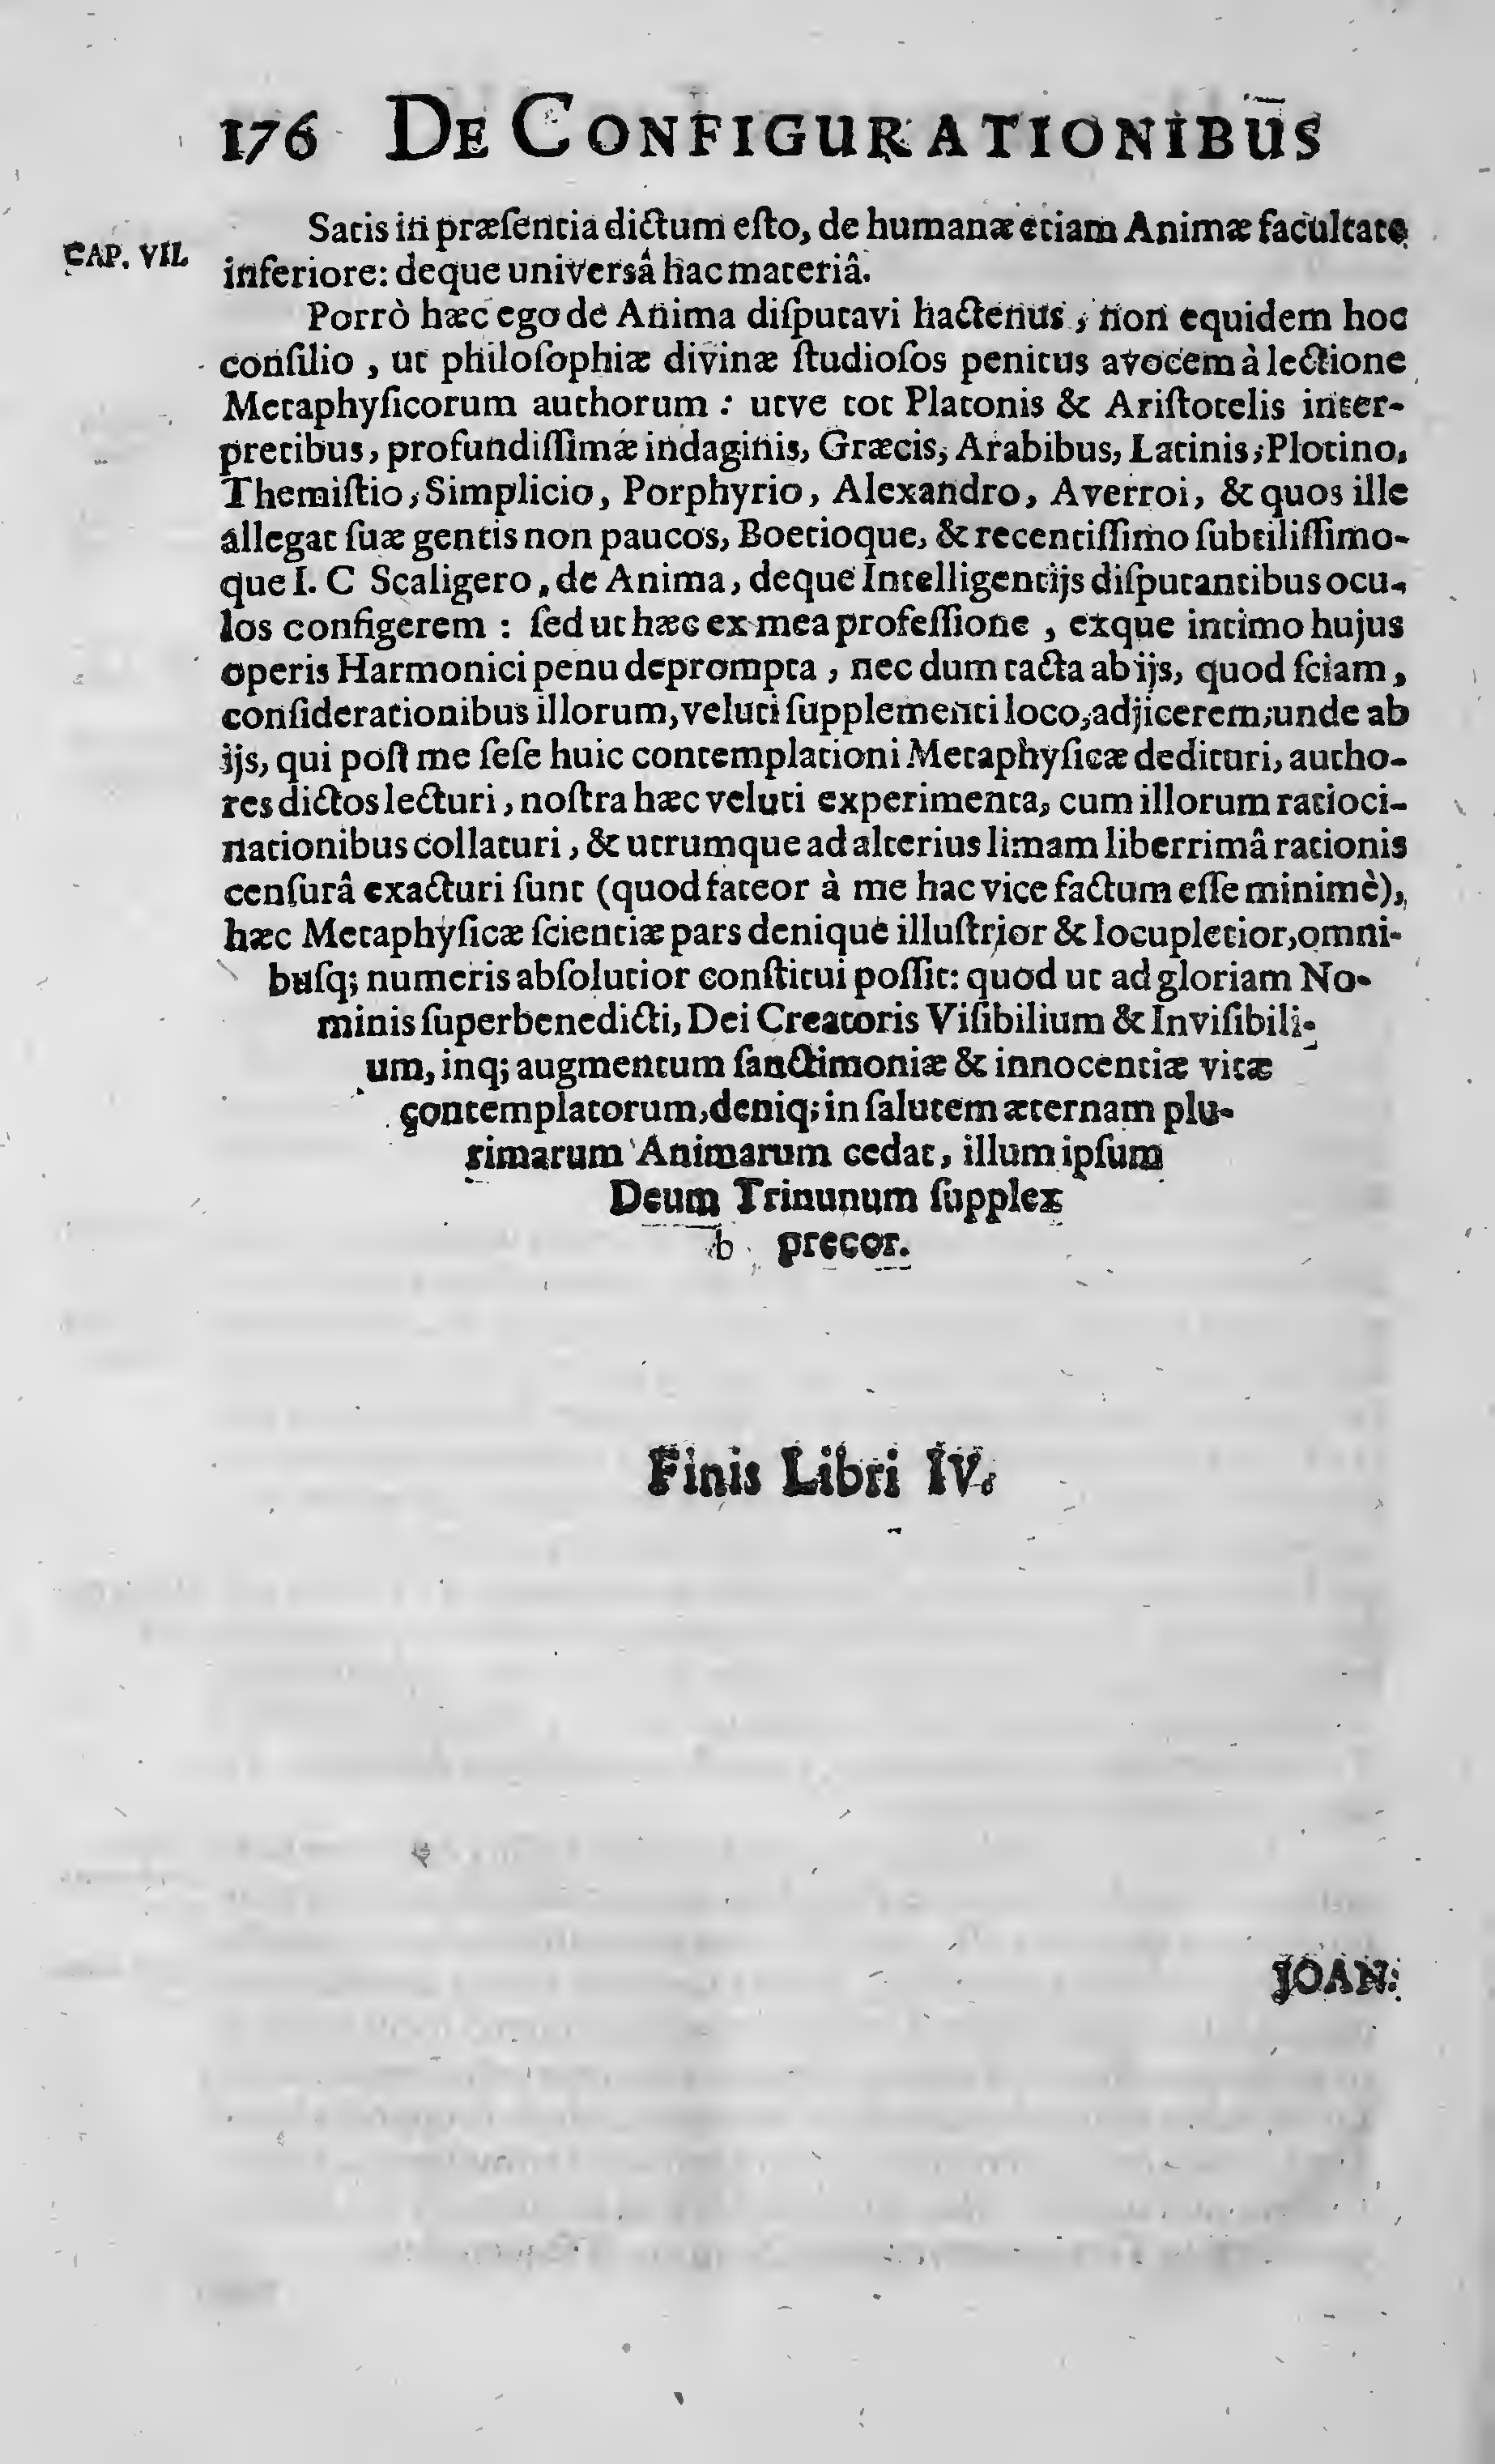 176 DE CONFIGURATIONIBUS
CAP. VII.
Satis in præſentia dictum eſto, de humanæ etiam Animæ facultate
inferiore: deque universâ hac materiâ.
Porrò hæc ego de Anima diſputavi hactenus, non equidem hoc
conſilio, ut philoſophiæ divinæ ſtudioſos penitus avocem à lectione
Metaphyſicorum authorum: utve tot Platonis & Ariſtotelis inter-
pretibus, profundiſſimæ indaginis, Græcis, Arabibus, Latinis; Plotino,
Themiſtio, Simplicio, Porphyrio, Alexandro, Averroi, & quos ille
allegat ſuæ gentis non paucos, Boetioque, & recentiſſimo ſubtiliſſimo-
que I. C Scaligero, de Anima, deque Intelligentijs diſputantibus ocu-
los configerem: ſed ut hæc ex mea profeſſione, exque intimo hujus
operis Harmonici penu deprompta, nec dum tacta ab ijs, quod ſciam,
conſiderationibus illorum, veluti ſupplementi loco, adjicerem; unde ab
ijs, qui poſt me ſeſe huic contemplationi Metaphyſicæ dedituri, autho-
res dictos lecturi, noſtra hæc veluti experimenta, cum illorum ratioci-
nationibus collaturi, & utrumque ad alterius limam liberrimâ rationis
cenſurâ exacturi ſunt (quod fateor à me hac vice factum eſſe minimè),
hæc Metaphyſicæ ſcientiæ pars denique illuſtrior & locupletior, omni-
buſq; numeris abſolutior conſtitui poſſit: quod ut ad gloriam No-
minis ſuperbenedicti, Dei Creatoris Viſibilium & Inviſibili-
um, inq; augmentum ſanctimoniæ & innocentiæ vitæ
contemplatorum, deniq; in ſalutem æternam plu-
rimarum Animarum cedat, illum ipſum
Deum Trinunum ſupplex
precor.
Finis Libri IV.
JOAN: